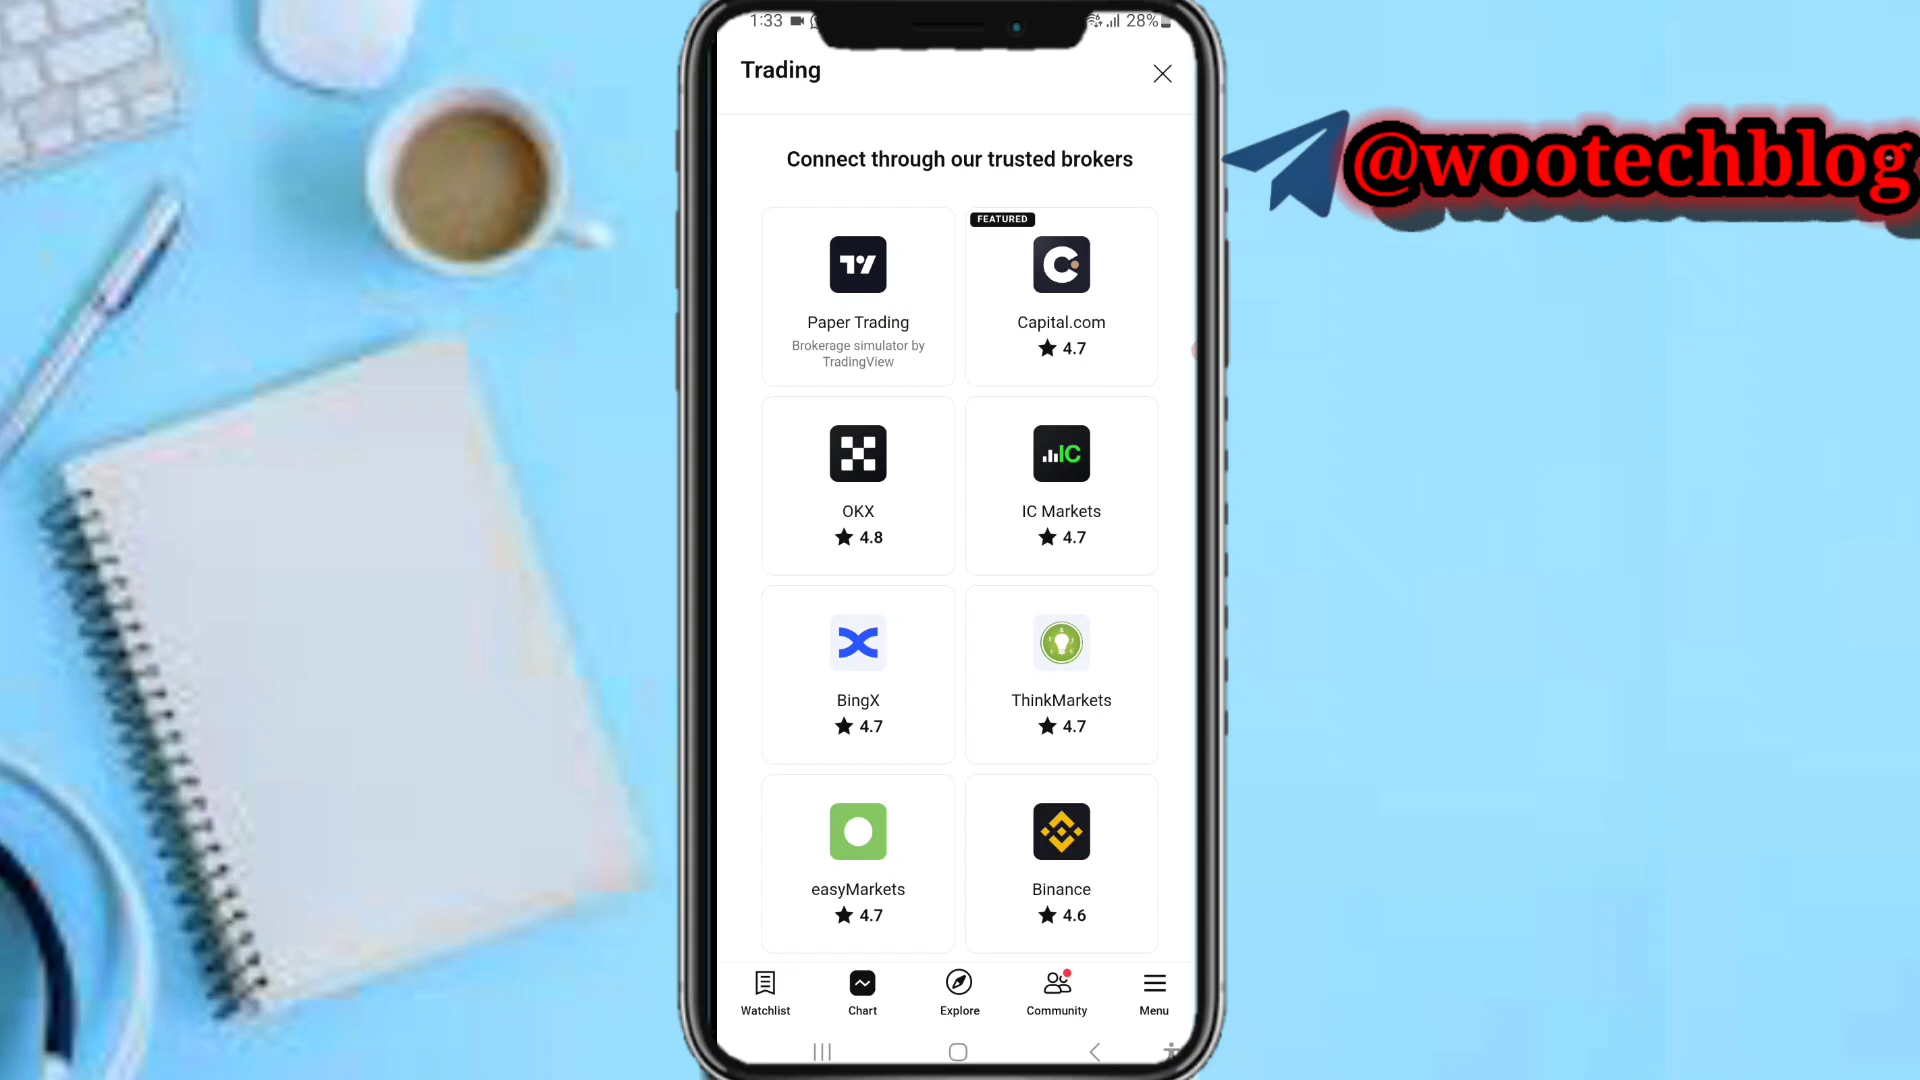 1:33
28%
Trading
Connect through our trusted brokers
Paper Trading
Brokerage simulator by
TradingView
FEATURED
Capital.com
4.7
OKX
4.8
IC
IC Markets
4.7
BingX
4.7
ThinkMarkets
4.7
easyMarkets
4.7
Binance
4.6
Watchlist
Chart
Explore
Community
Menu
@wootechblog